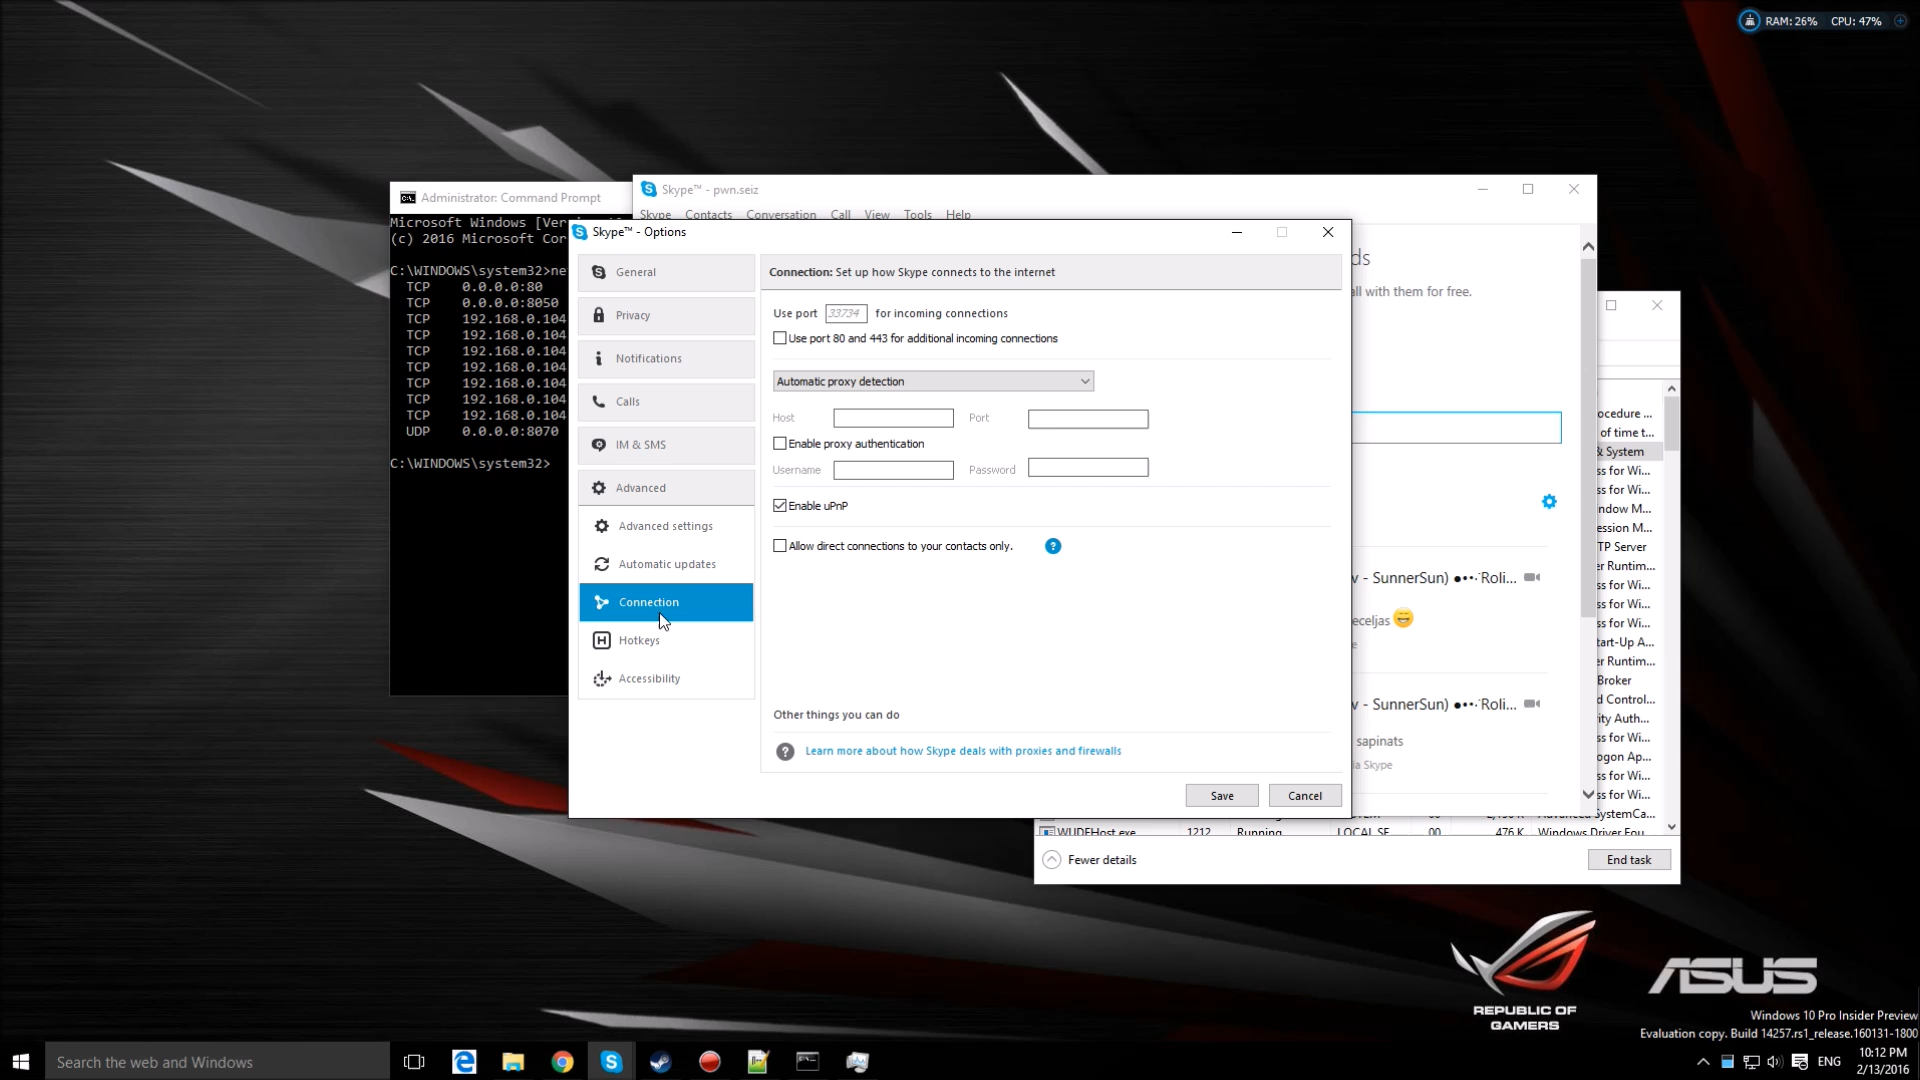 RAM: 26% CPU: 47%
Administrator: Command Prompt
Microsoft Windows [Ver
(c) 2016 Microsoft Cor
C:\WINDOWS\system32>ne
TCP 0.0.0.0:80
TCP 0.0.0.0:8050
TCP 192.168.0.104
TCP 192.168.0.104
TCP 192.168.0.104
TCP 192.168.0.104
TCP 192.168.0.104
TCP 192.168.0.104
TCP 192.168.0.104
UDP 0.0.0.0:8070
C:\WINDOWS\system32>
Skype™ - pwn.seiz
Skype Contacts Conversation Call View Tools Help
Skype™ - Options
General
Privacy
Notifications
Calls
IM & SMS
Advanced
Advanced settings
Automatic updates
Connection
Hotkeys
Accessibility
Connection: Set up how Skype connects to the internet
Use port 33734 for incoming connections
Use port 80 and 443 for additional incoming connections
Automatic proxy detection
Host Port
Enable proxy authentication
Username Password
Enable uPnP
Allow direct connections to your contacts only. ?
Other things you can do
? Learn more about how Skype deals with proxies and firewalls
Save Cancel
ds
all with them for free.
v - SunnerSun) ●••·Roli...
eceljas
v - SunnerSun) ●••·Roli...
sapinats
ia Skype
ocedure ...
of time t...
& System
ss for Wi...
ss for Wi...
ndow M...
ession M...
TP Server
er Runtim...
ss for Wi...
ss for Wi...
ss for Wi...
tart-Up A...
er Runtim...
Broker
d Control...
ity Auth...
ss for Wi...
ogon Ap...
ss for Wi...
ss for Wi...
Advanced SystemCa...
WUDFHost.exe 1212 Running LOCAL SE... 00 476 K Windows Driver Fou...
Fewer details
End task
REPUBLIC OF
GAMERS
ASUS
Windows 10 Pro Insider Preview
Evaluation copy. Build 14257.rs1_release.160131-1800
Search the web and Windows
ENG
10:12 PM
2/13/2016